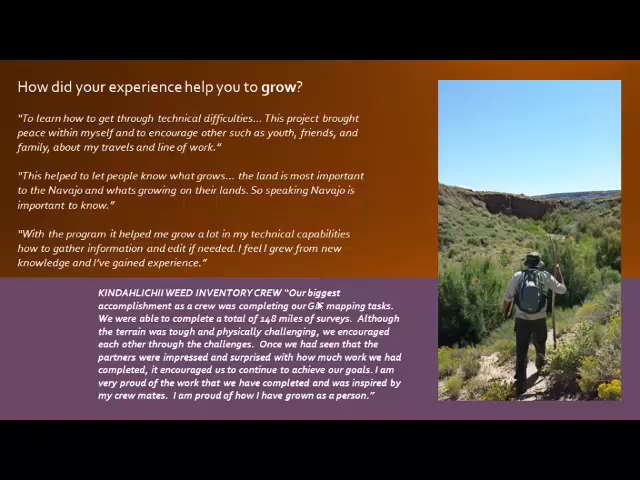 How did your experience help you to grow?
"To learn how to get through technical difficulties... This project brought
peace within myself and to encourage other such as youth, friends, and
family, about my travels and line of work."
"This helped to let people know what grows... the land is most important
to the Navajo and whats growing on their lands. So speaking Navajo is
important to know."
"With the program it helped me grow a lot in my technical capabilities
how to gather information and edit if needed. I feel I grew from new
knowledge and I've gained experience."
KINDAHLICHII WEED INVENTORY CREW "Our biggest
accomplishment as a crew was completing our GIS mapping tasks.
We were able to complete a total of 148 miles of surveys. Although
the terrain was tough and physically challenging, we encouraged
each other through the challenges. Once we had seen that the
partners were impressed and surprised with how much work we had
completed, it encouraged us to continue to achieve our goals. I am
very proud of the work that we have completed and was inspired by
my crew mates. I am proud of how I have grown as a person."